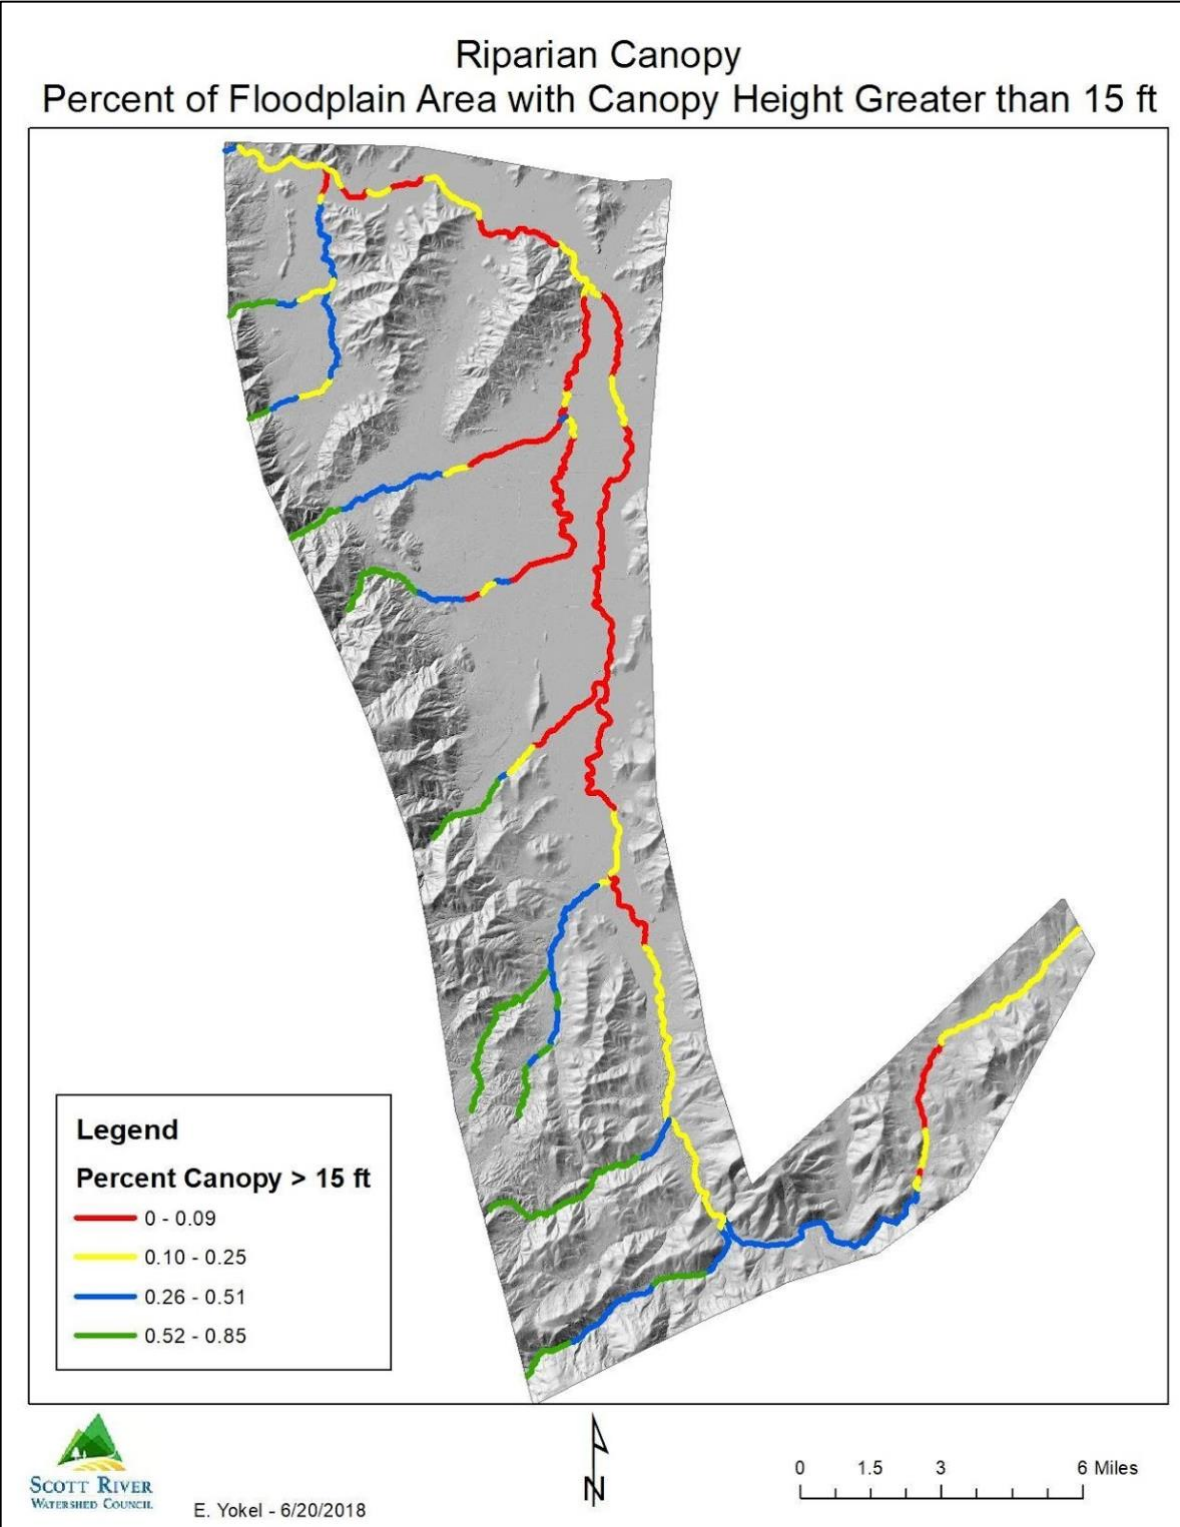 Riparian Canopy
Percent of Floodplain Area with Canopy Height Greater than 15 ft
Legend
Percent Canopy > 15 ft
0 - 0.09
0.10 - 0.25
0.26 - 0.51
0.52 - 0.85
SCOTT RIVER
WATERSHED COUNCIL
E. Yokel - 6/20/2018
N
0 1.5 3 6 Miles